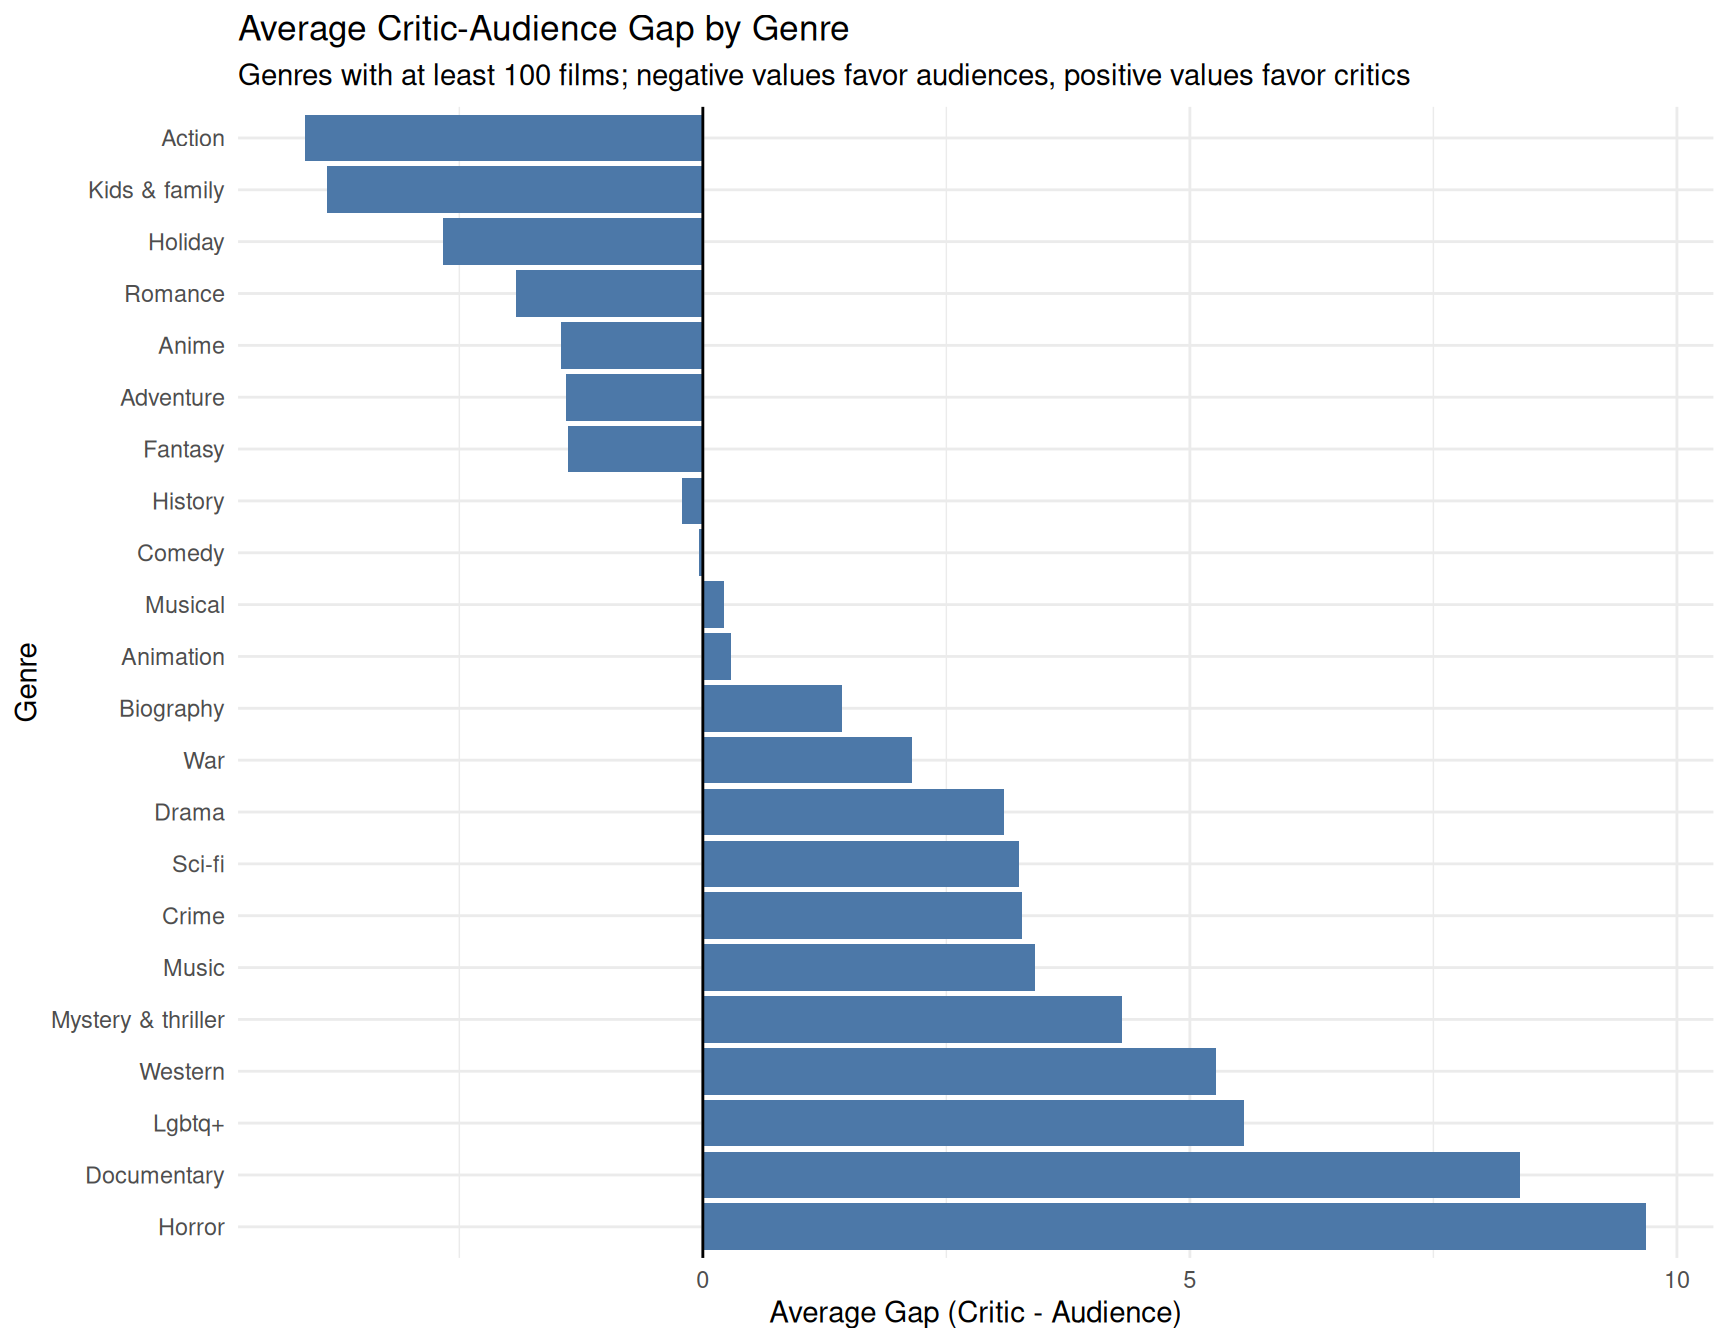 Average Critic-Audience Gap by Genre
Genres with at least 100 films; negative values favor audiences, positive values favor critics
Genre
Action
Kids & family
Holiday
Romance
Anime
Adventure
Fantasy
History
Comedy
Musical
Animation
Biography
War
Drama
Sci-fi
Crime
Music
Mystery & thriller
Western
Lgbtq+
Documentary
Horror
0 5 10
Average Gap (Critic - Audience)